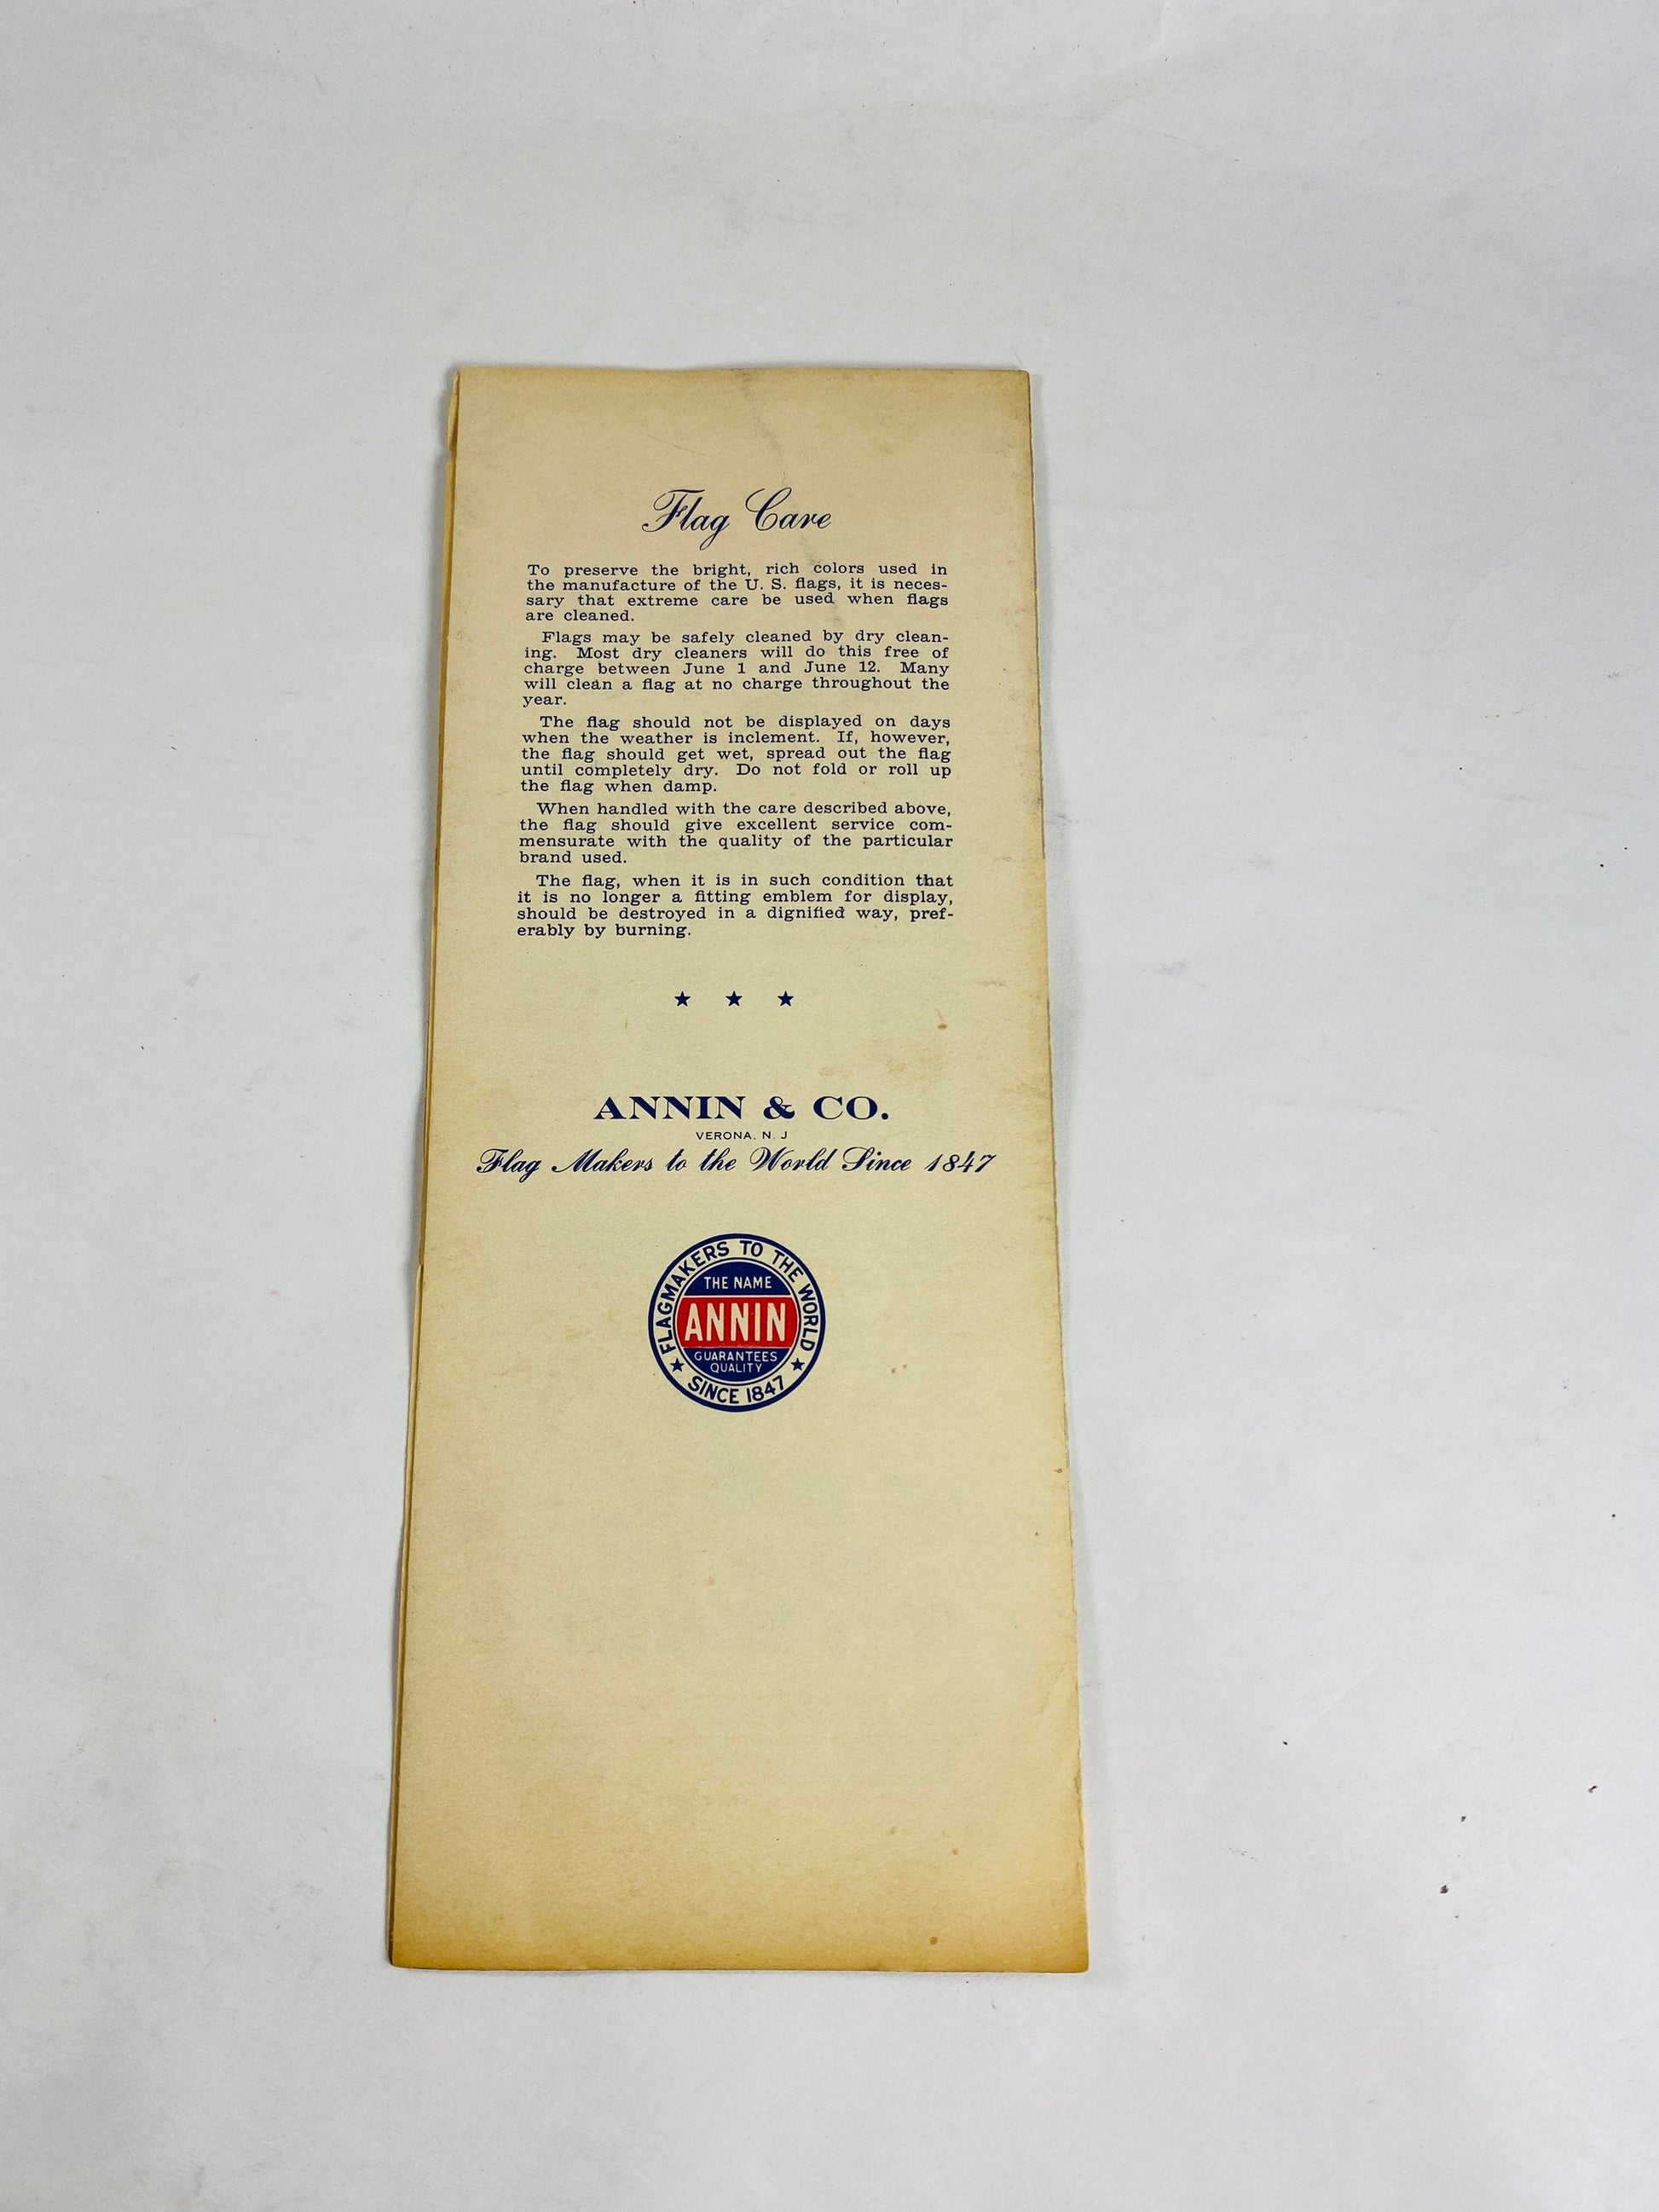 Flag Care
To preserve the bright, rich colors used in
the manufacture of the U. S. flags, it is neces-
sary that extreme care be used when flags
are cleaned.
Flags may be safely cleaned by dry clean-
ing. Most dry cleaners will do this free of
charge between June 1 and June 12. Many
will clean a flag at no charge throughout the
year.
The flag should not be displayed on days
when the weather is inclement. If, however,
the flag should get wet, spread out the flag
until completely dry. Do not fold or roll up
the flag when damp.
When handled with the care described above,
the flag should give excellent service com-
mensurate with the quality of the particular
brand used.
The flag, when it is in such condition that
it is no longer a fitting emblem for display,
should be destroyed in a dignified way, pref-
erably by burning.
★ ★ ★
ANNIN & CO.
VERONA, N. J
Flag Makers to the World Since 1847
FLAGMAKERS TO THE WORLD
THE NAME
ANNIN
GUARANTEES
QUALITY
★ SINCE 1847 ★